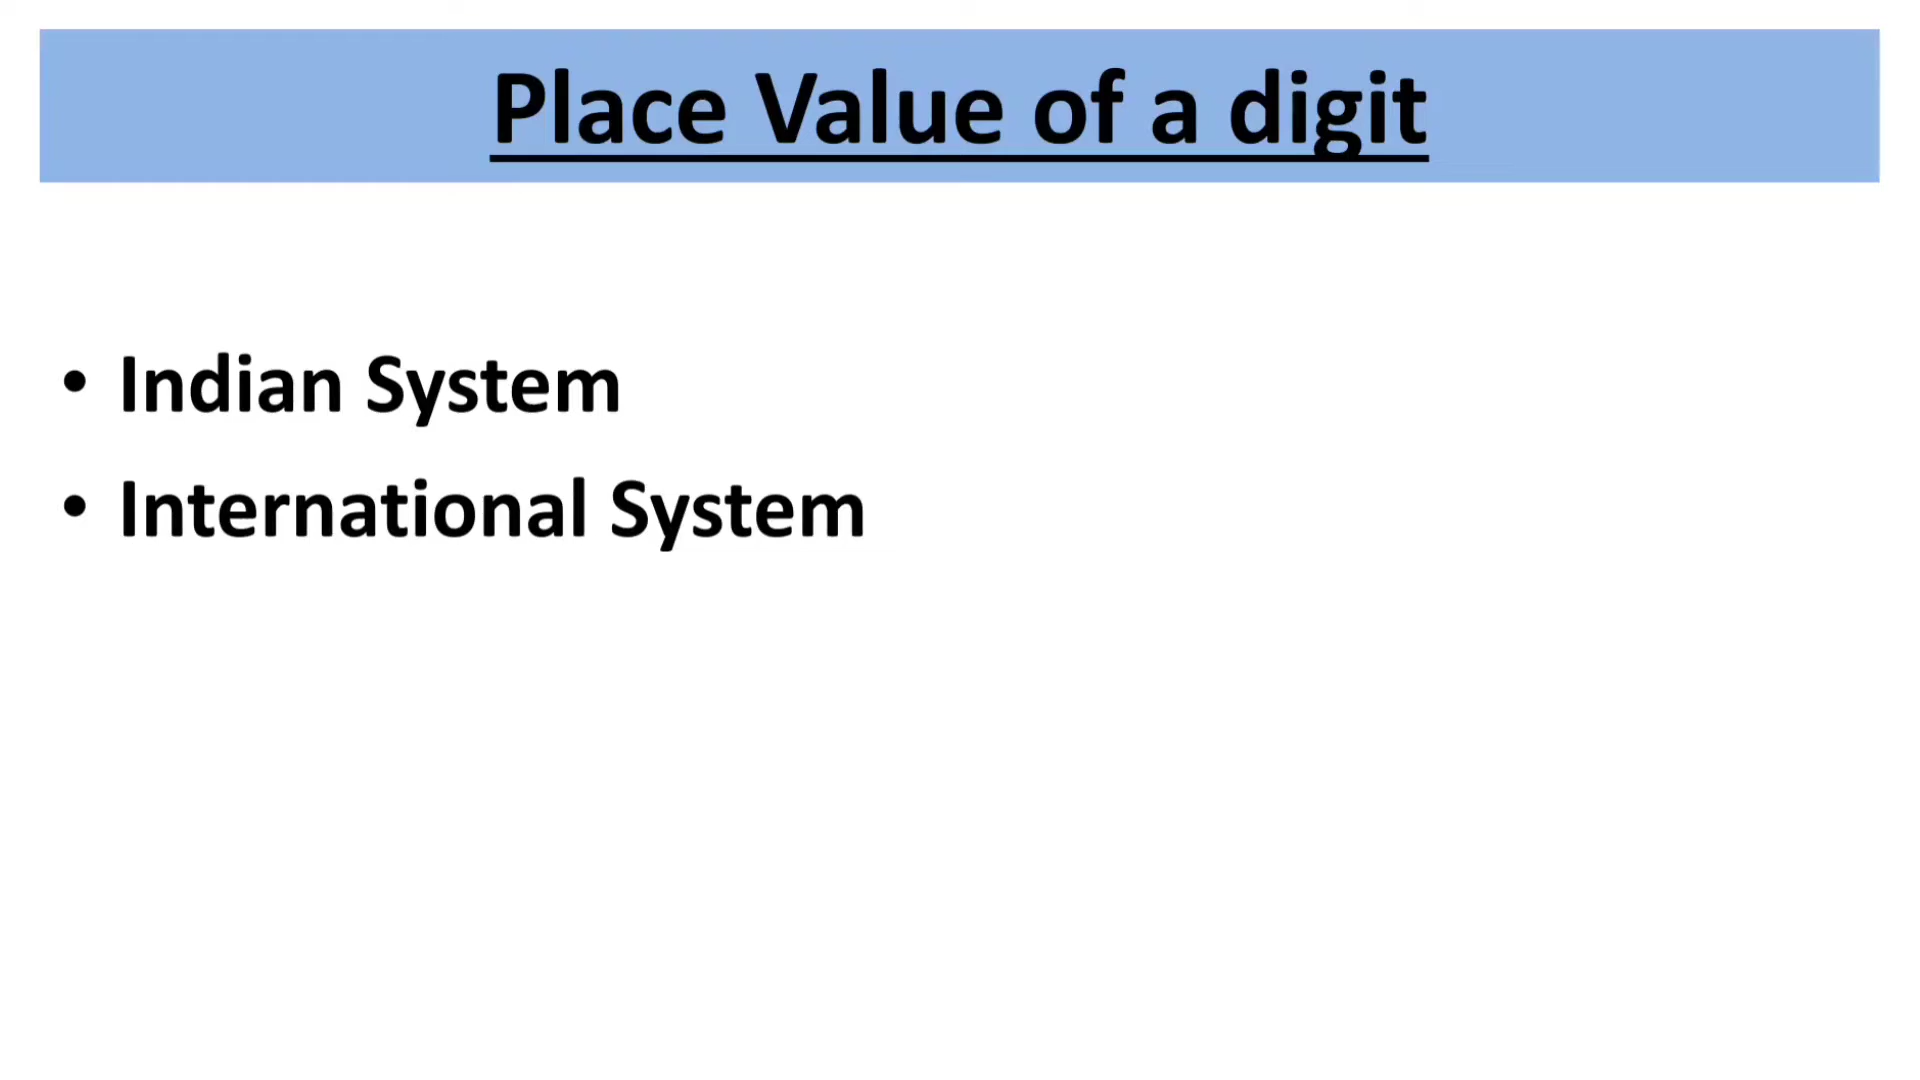 Place Value of a digit
• Indian System
• International System